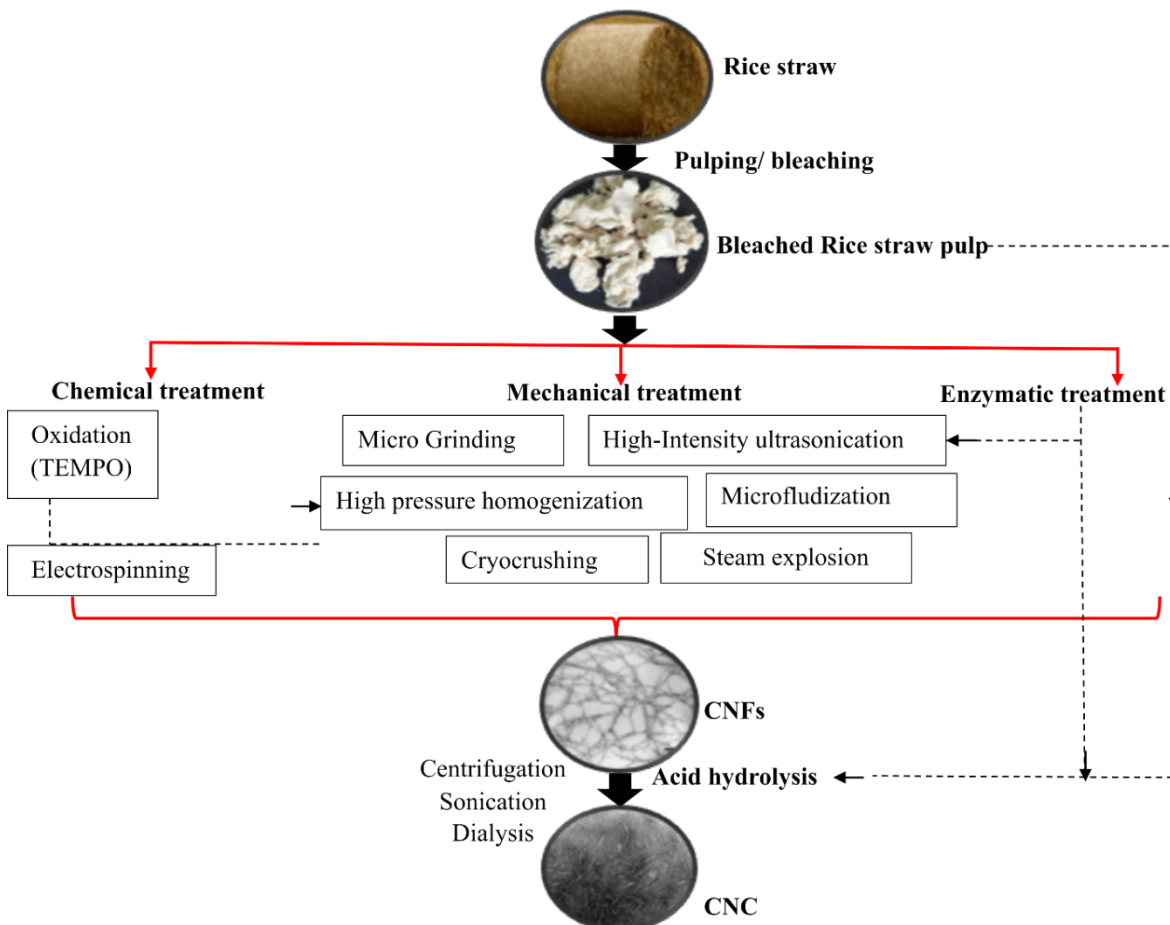 Rice straw
Pulping/ bleaching
Bleached Rice straw pulp
Chemical treatment
Mechanical treatment
Enzymatic treatment
Oxidation
(TEMPO)
Micro Grinding
High-Intensity ultrasonication
High pressure homogenization
Microfludization
Electrospinning
Cryocrushing
Steam explosion
CNFs
Centrifugation
Sonication
Dialysis
Acid hydrolysis
CNC